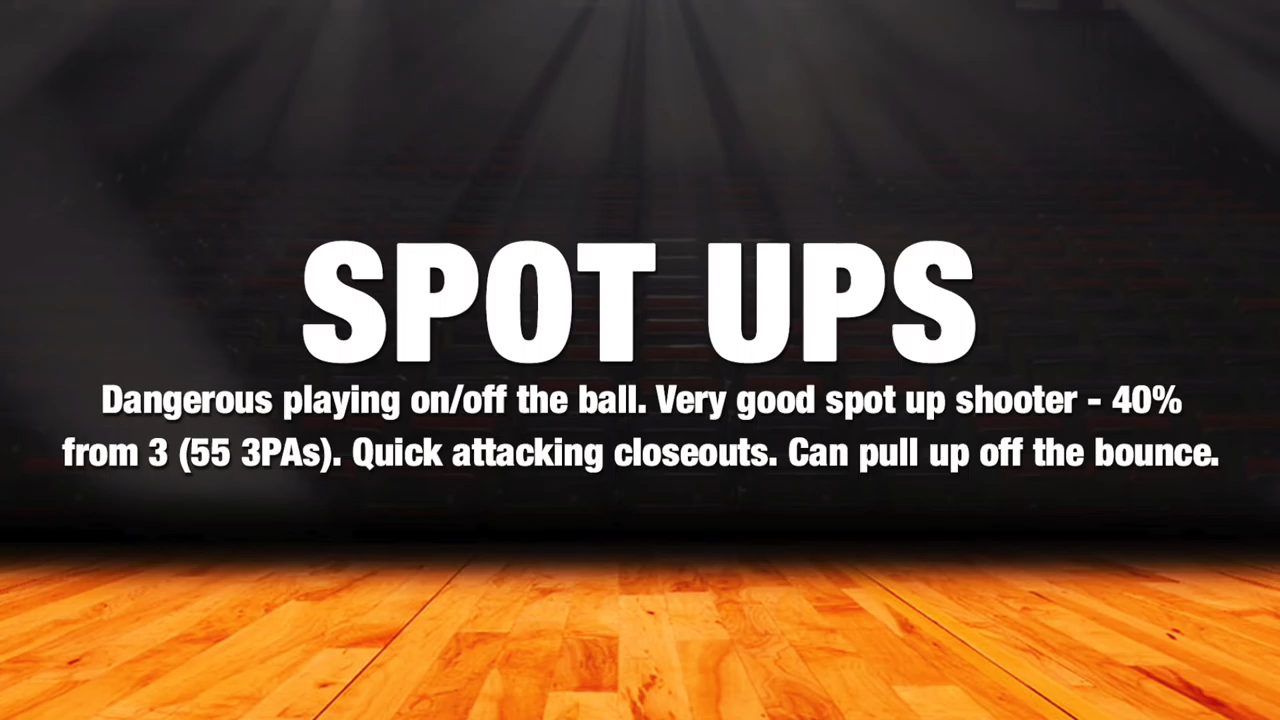 SPOT UPS
Dangerous playing on/off the ball. Very good spot up shooter - 40%
from 3 (55 3PAs). Quick attacking closeouts. Can pull up off the bounce.